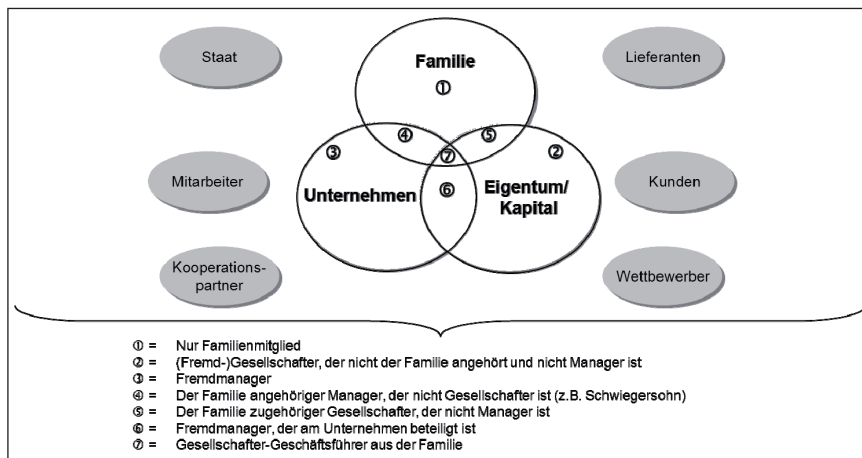 Staat
Familie
Lieferanten
①
④
⑤
③
⑦
②
Mitarbeiter
Unternehmen
⑥
Eigentum/
Kapital
Kunden
Kooperations-
partner
Wettbewerber
① = Nur Familienmitglied
② = (Fremd-)Gesellschafter, der nicht der Familie angehört und nicht Manager ist
③ = Fremdmanager
④ = Der Familie angehöriger Manager, der nicht Gesellschafter ist (z.B. Schwiegersohn)
⑤ = Der Familie zugehöriger Gesellschafter, der nicht Manager ist
⑥ = Fremdmanager, der am Unternehmen beteiligt ist
⑦ = Gesellschafter-Geschäftsführer aus der Familie